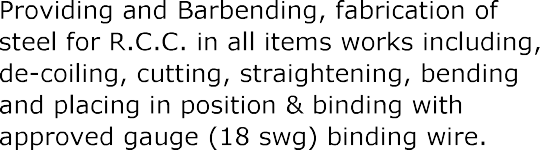 Providing and Barbending, fabrication of
steel for R.C.C. in all items works including,
de-coiling, cutting, straightening, bending
and placing in position & binding with
approved gauge (18 swg) binding wire.